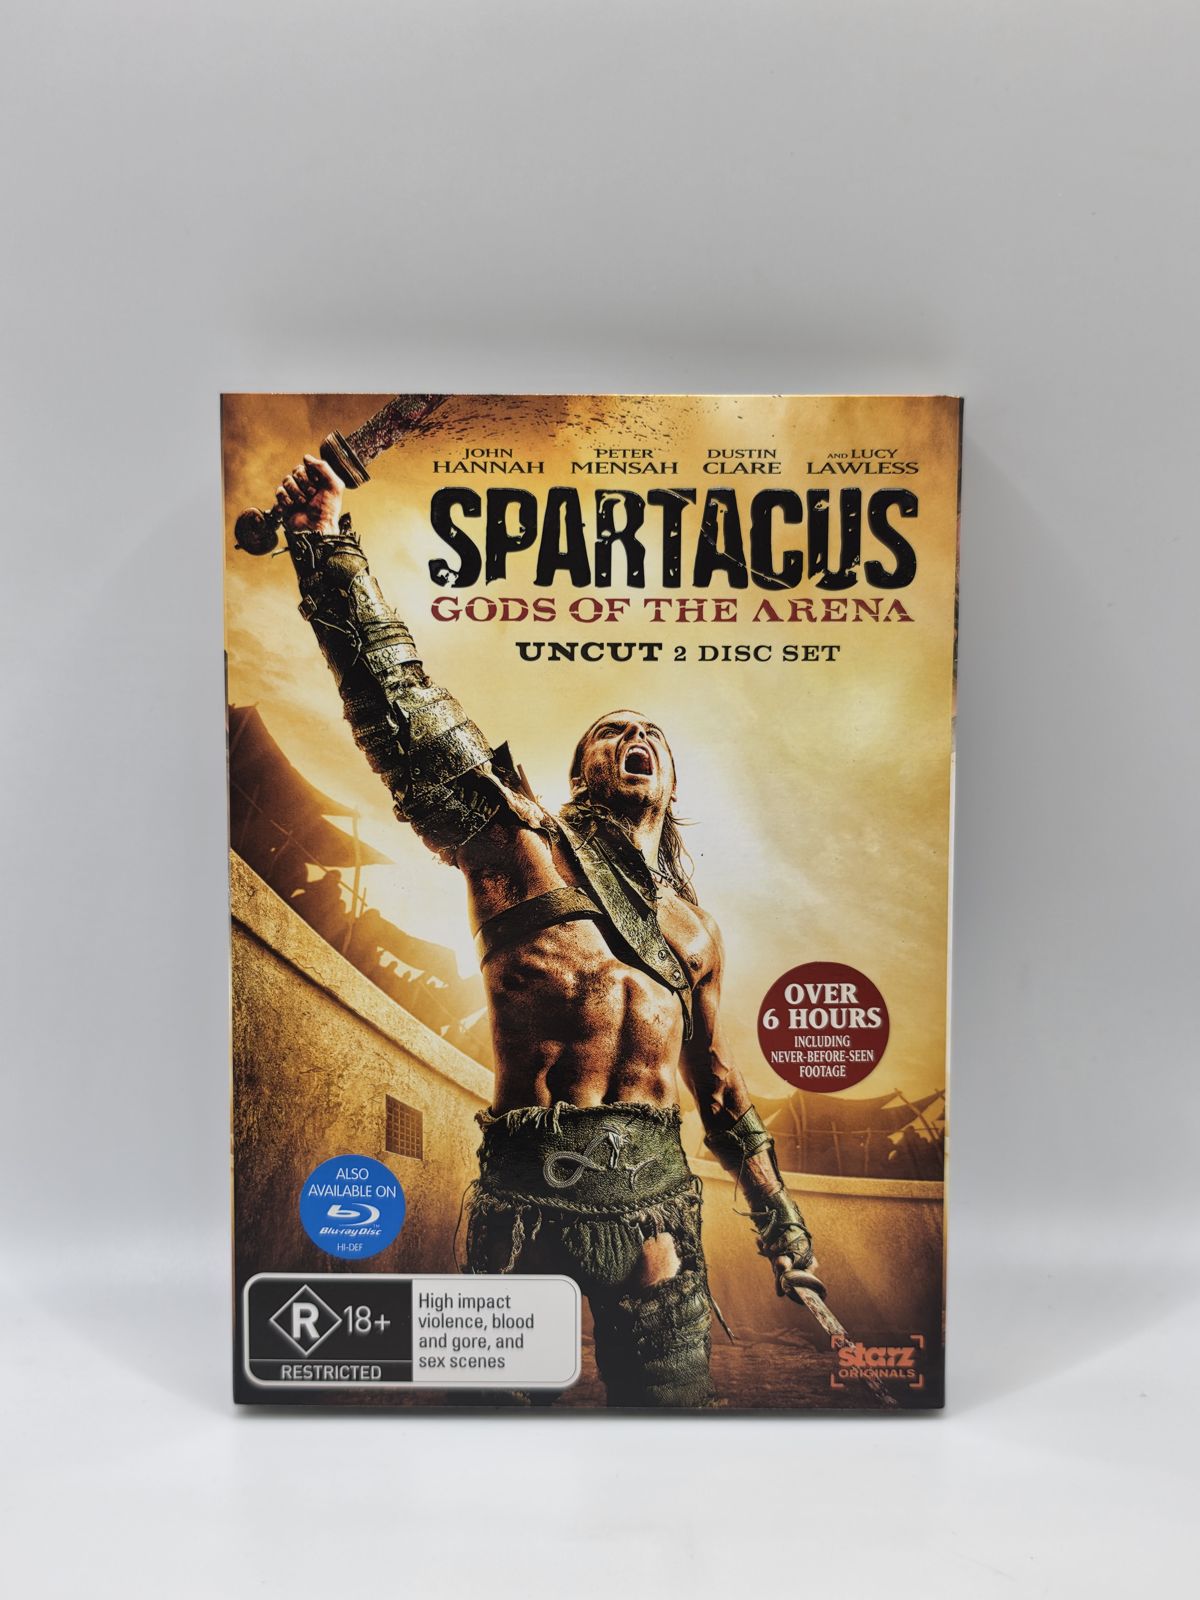 JOHN HANNAH PETER MENSAH DUSTIN CLARE AND LUCY LAWLESS
SPARTACUS
GODS OF THE ARENA
UNCUT 2 DISC SET
OVER
6 HOURS
INCLUDING
NEVER-BEFORE-SEEN
FOOTAGE
ALSO
AVAILABLE ON
Blu-ray Disc™
HI-DEF
R 18+
RESTRICTED
High impact
violence, blood
and gore, and
sex scenes
starz
ORIGINALS